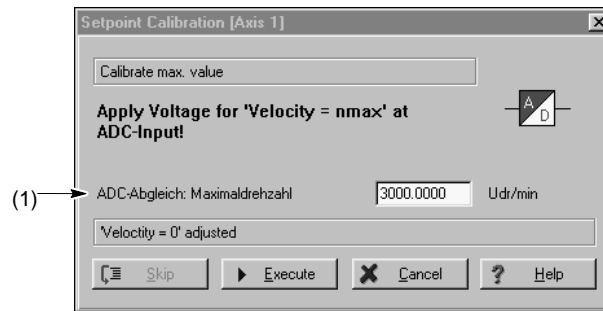 Setpoint Calibration [Axis 1]
Calibrate max. value
Apply Voltage for 'Velocity = nmax' at
ADC-Input!
A
D
(1)
ADC-Abgleich: Maximaldrehzahl 3000.0000 Udr/min
'Veloctity = 0' adjusted
Skip Execute Cancel ? Help